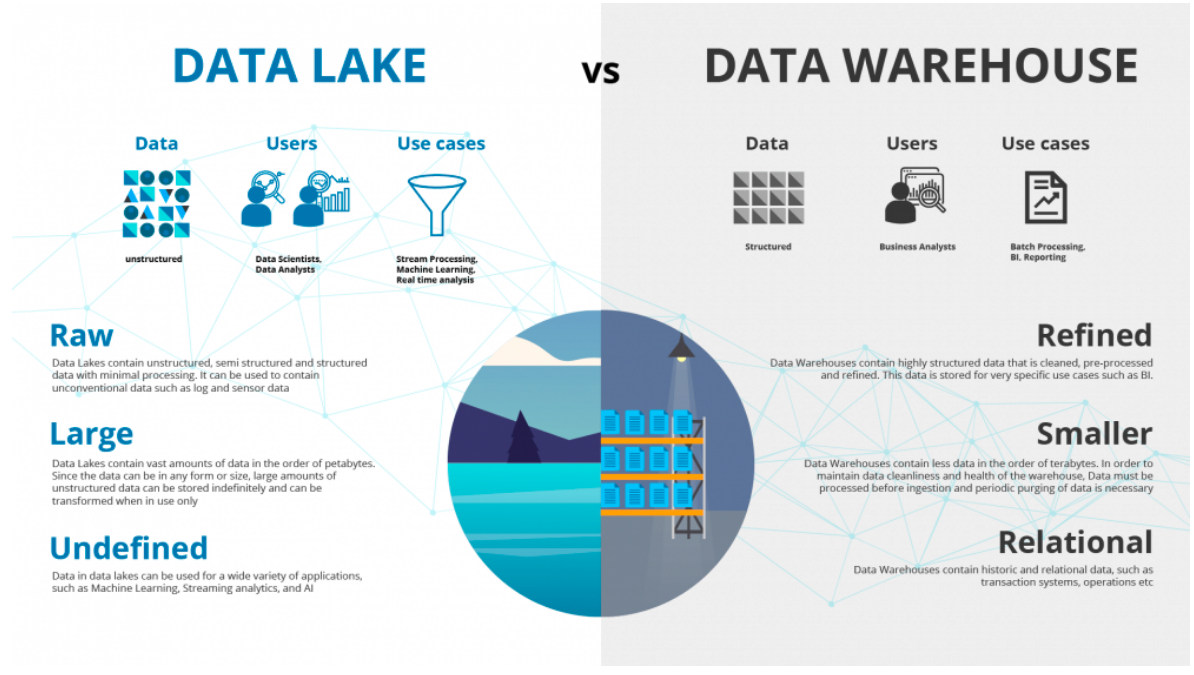 DATA LAKE
vs
DATA WAREHOUSE
Data
Users
Use cases
unstructured
Data Scientists,
Data Analysts
Stream Processing,
Machine Learning,
Real time analysis
Raw
Data Lakes contain unstructured, semi structured and structured
data with minimal processing. It can be used to contain
unconventional data such as log and sensor data
Large
Data Lakes contain vast amounts of data in the order of petabytes.
Since the data can be in any form or size, large amounts of
unstructured data can be stored indefinitely and can be
transformed when in use only
Undefined
Data in data lakes can be used for a wide variety of applications,
such as Machine Learning, Streaming analytics, and AI
Data
Users
Use cases
Structured
Business Analysts
Batch Processing,
BI, Reporting
Refined
Data Warehouses contain highly structured data that is cleaned, pre-processed
and refined. This data is stored for very specific use cases such as BI.
Smaller
Data Warehouses contain less data in the order of terabytes. In order to
maintain data cleanliness and health of the warehouse, Data must be
processed before ingestion and periodic purging of data is necessary
Relational
Data Warehouses contain historic and relational data, such as
transaction systems, operations etc